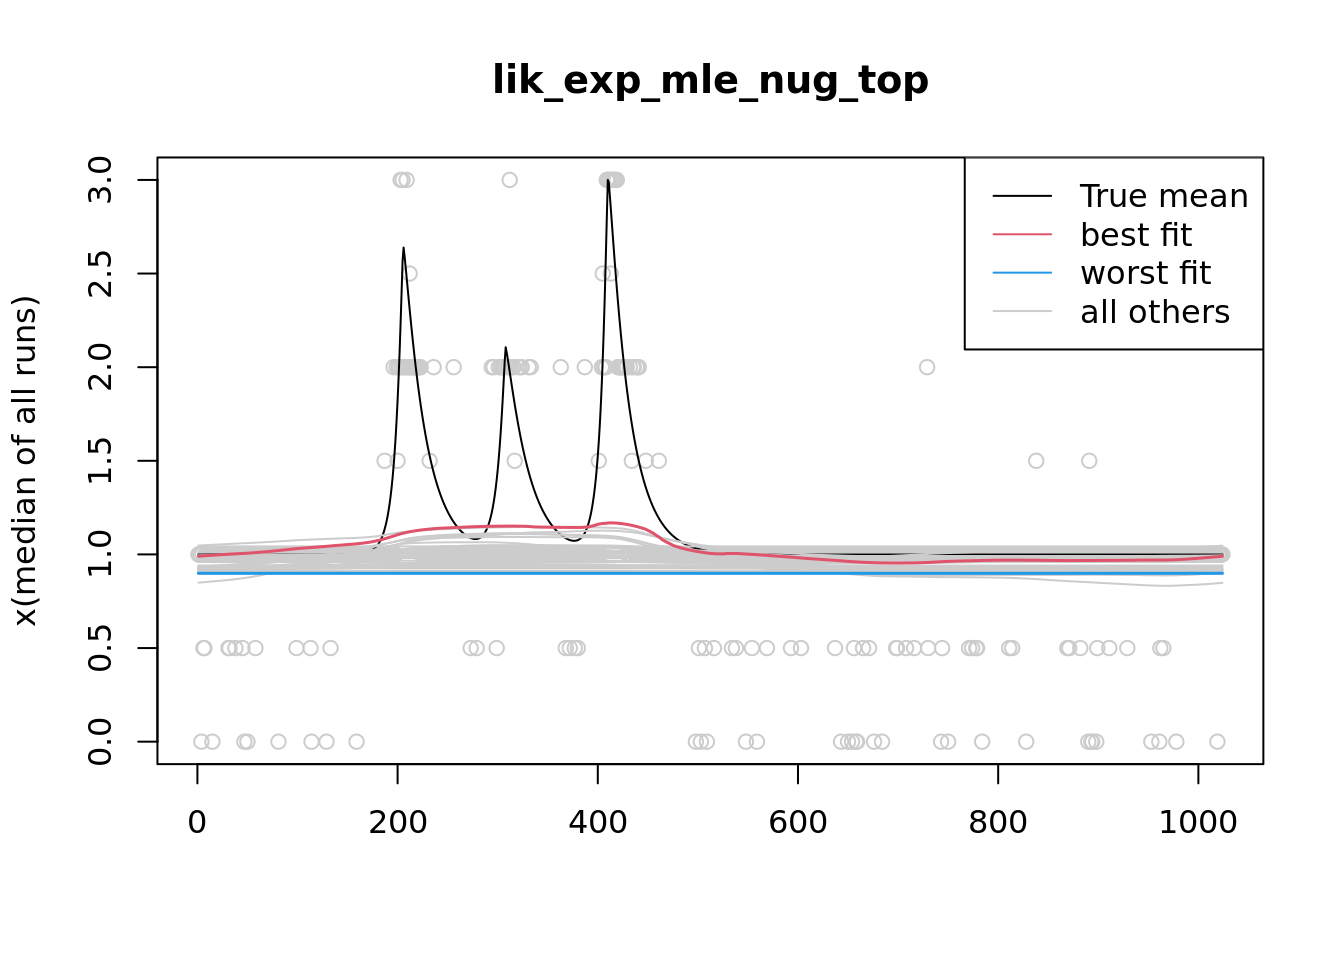 lik_exp_mle_nug_top
x(median of all runs)
3.0
2.5
2.0
1.5
1.0
0.5
0.0
True mean
best fit
worst fit
all others
0 200 400 600 800 1000